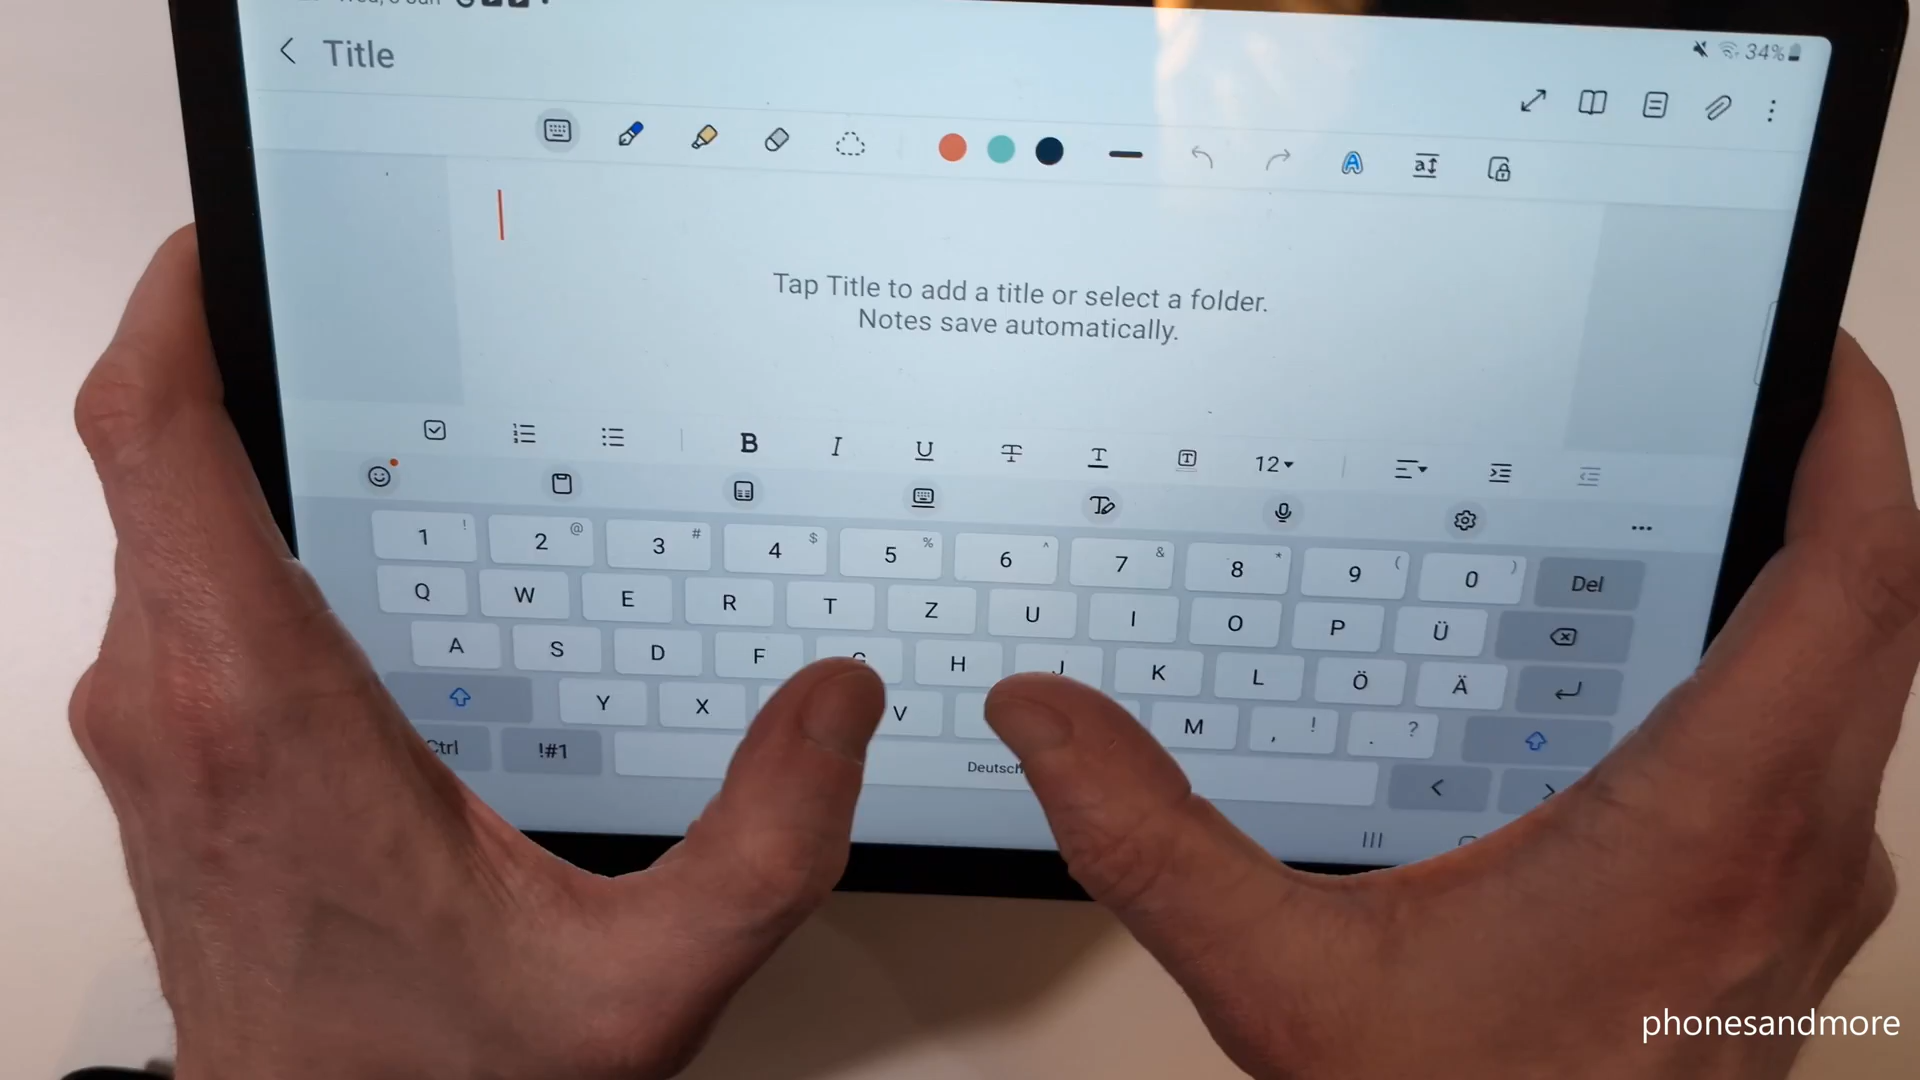 34%
Title
Tap Title to add a title or select a folder.
Notes save automatically.
B I U T T T 12
1 ! 2 @ 3 # 4 $ 5 % 6 ^ 7 & 8 * 9 ( 0 ) Del
Q W E R T Z U I O P Ü
A S D F G H J K L Ö Ä
Y X V M , ! . ?
Ctrl !#1 Deutsch < >
phonesandmore